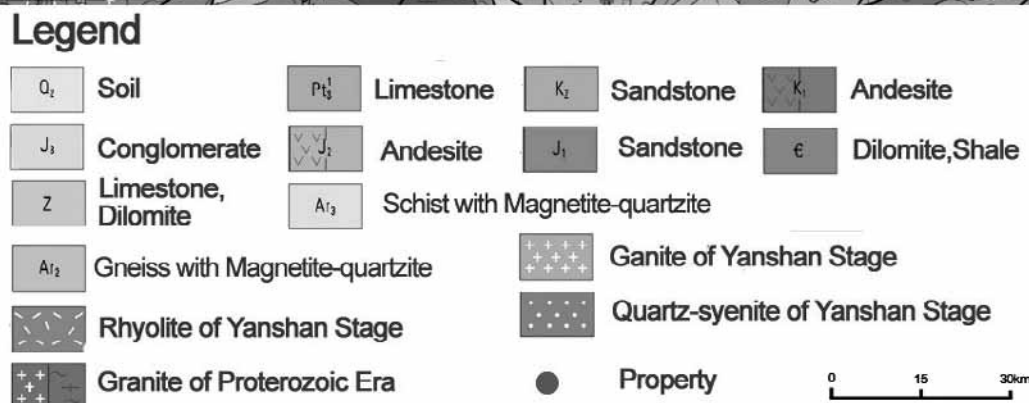 Legend
Q₂ Soil Pt₃¹ Limestone K₂ Sandstone K₁ Andesite
J₃ Conglomerate J₂ Andesite J₁ Sandstone € Dilomite,Shale
Z Limestone,
Dilomite Ar₃ Schist with Magnetite-quartzite
Ar₂ Gneiss with Magnetite-quartzite Ganite of Yanshan Stage
Rhyolite of Yanshan Stage Quartz-syenite of Yanshan Stage
Granite of Proterozoic Era Property 0 15 30km